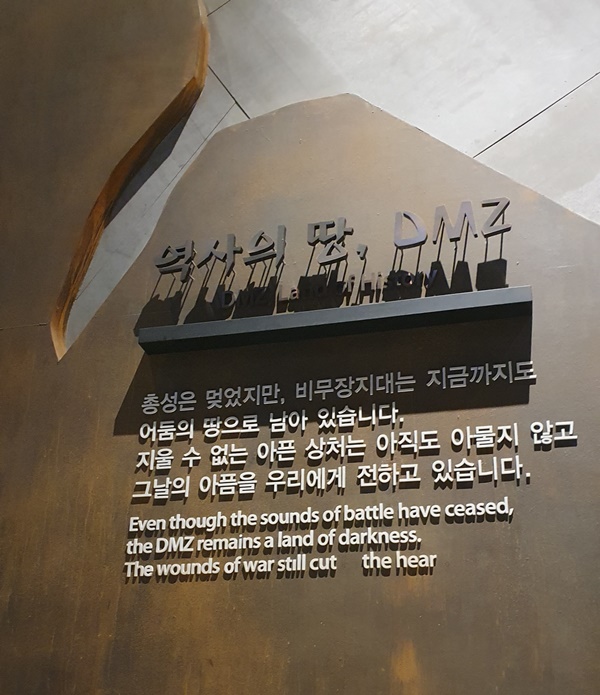 역사의 땅, DMZ
DMZ, Land of History
총성은 멎었지만, 비무장지대는 지금까지도
어둠의 땅으로 남아 있습니다.
지울 수 없는 아픈 상처는 아직도 아물지 않고
그날의 아픔을 우리에게 전하고 있습니다.
Even though the sounds of battle have ceased,
the DMZ remains a land of darkness.
The wounds of war still cut the hear